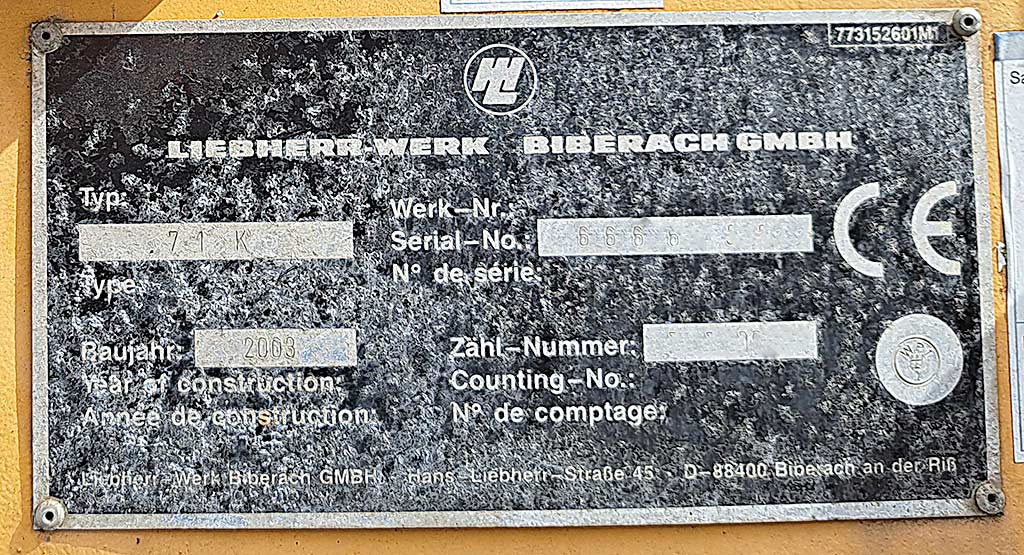 773152601M1
LIEBHERR-WERK BIBERACH GMBH
Typ:
71 K
Type
Werk-Nr.:
Serial-No.:
N° de série:
Baujahr: 2003
Year of construction:
Année de construction:
Zähl-Nummer:
Counting-No.:
N° de comptage:
CE
Liebherr-Werk Biberach GMBH Hans-Liebherr-Straße 45 - D-88400 Biberach an der Riß